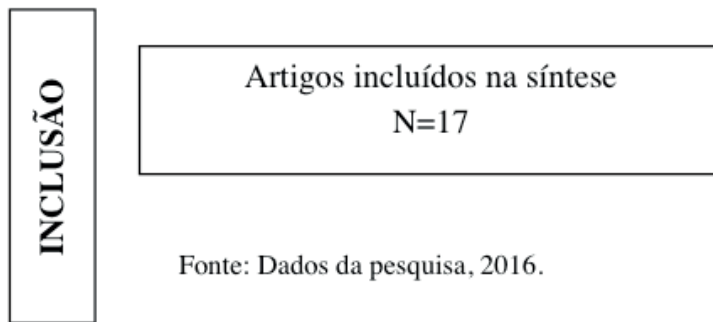 INCLUSÃO
Artigos incluídos na síntese
N=17
Fonte: Dados da pesquisa, 2016.